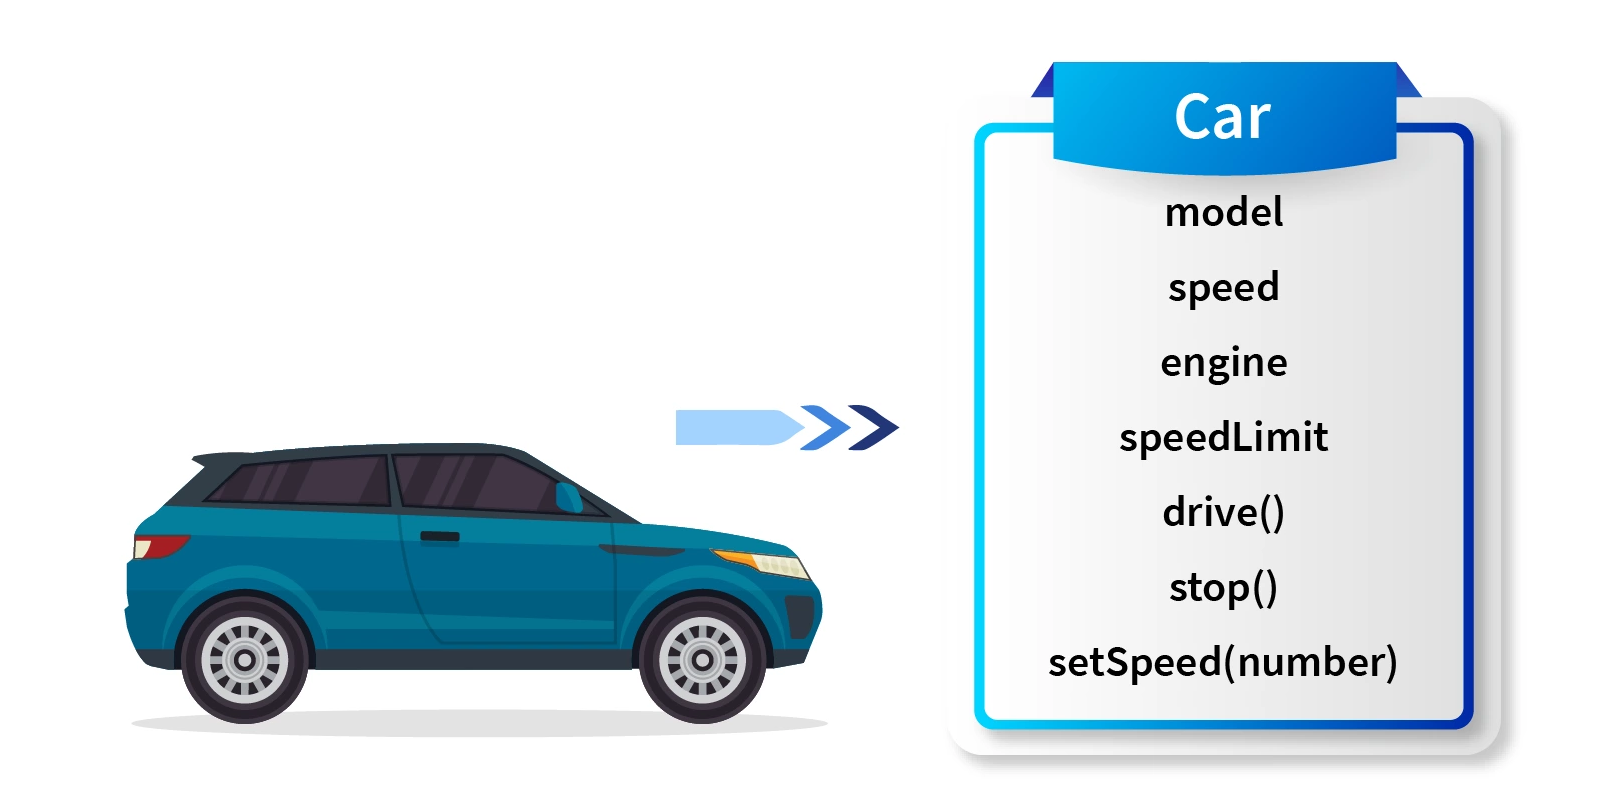 Car
model
speed
engine
speedLimit
drive()
stop()
setSpeed(number)